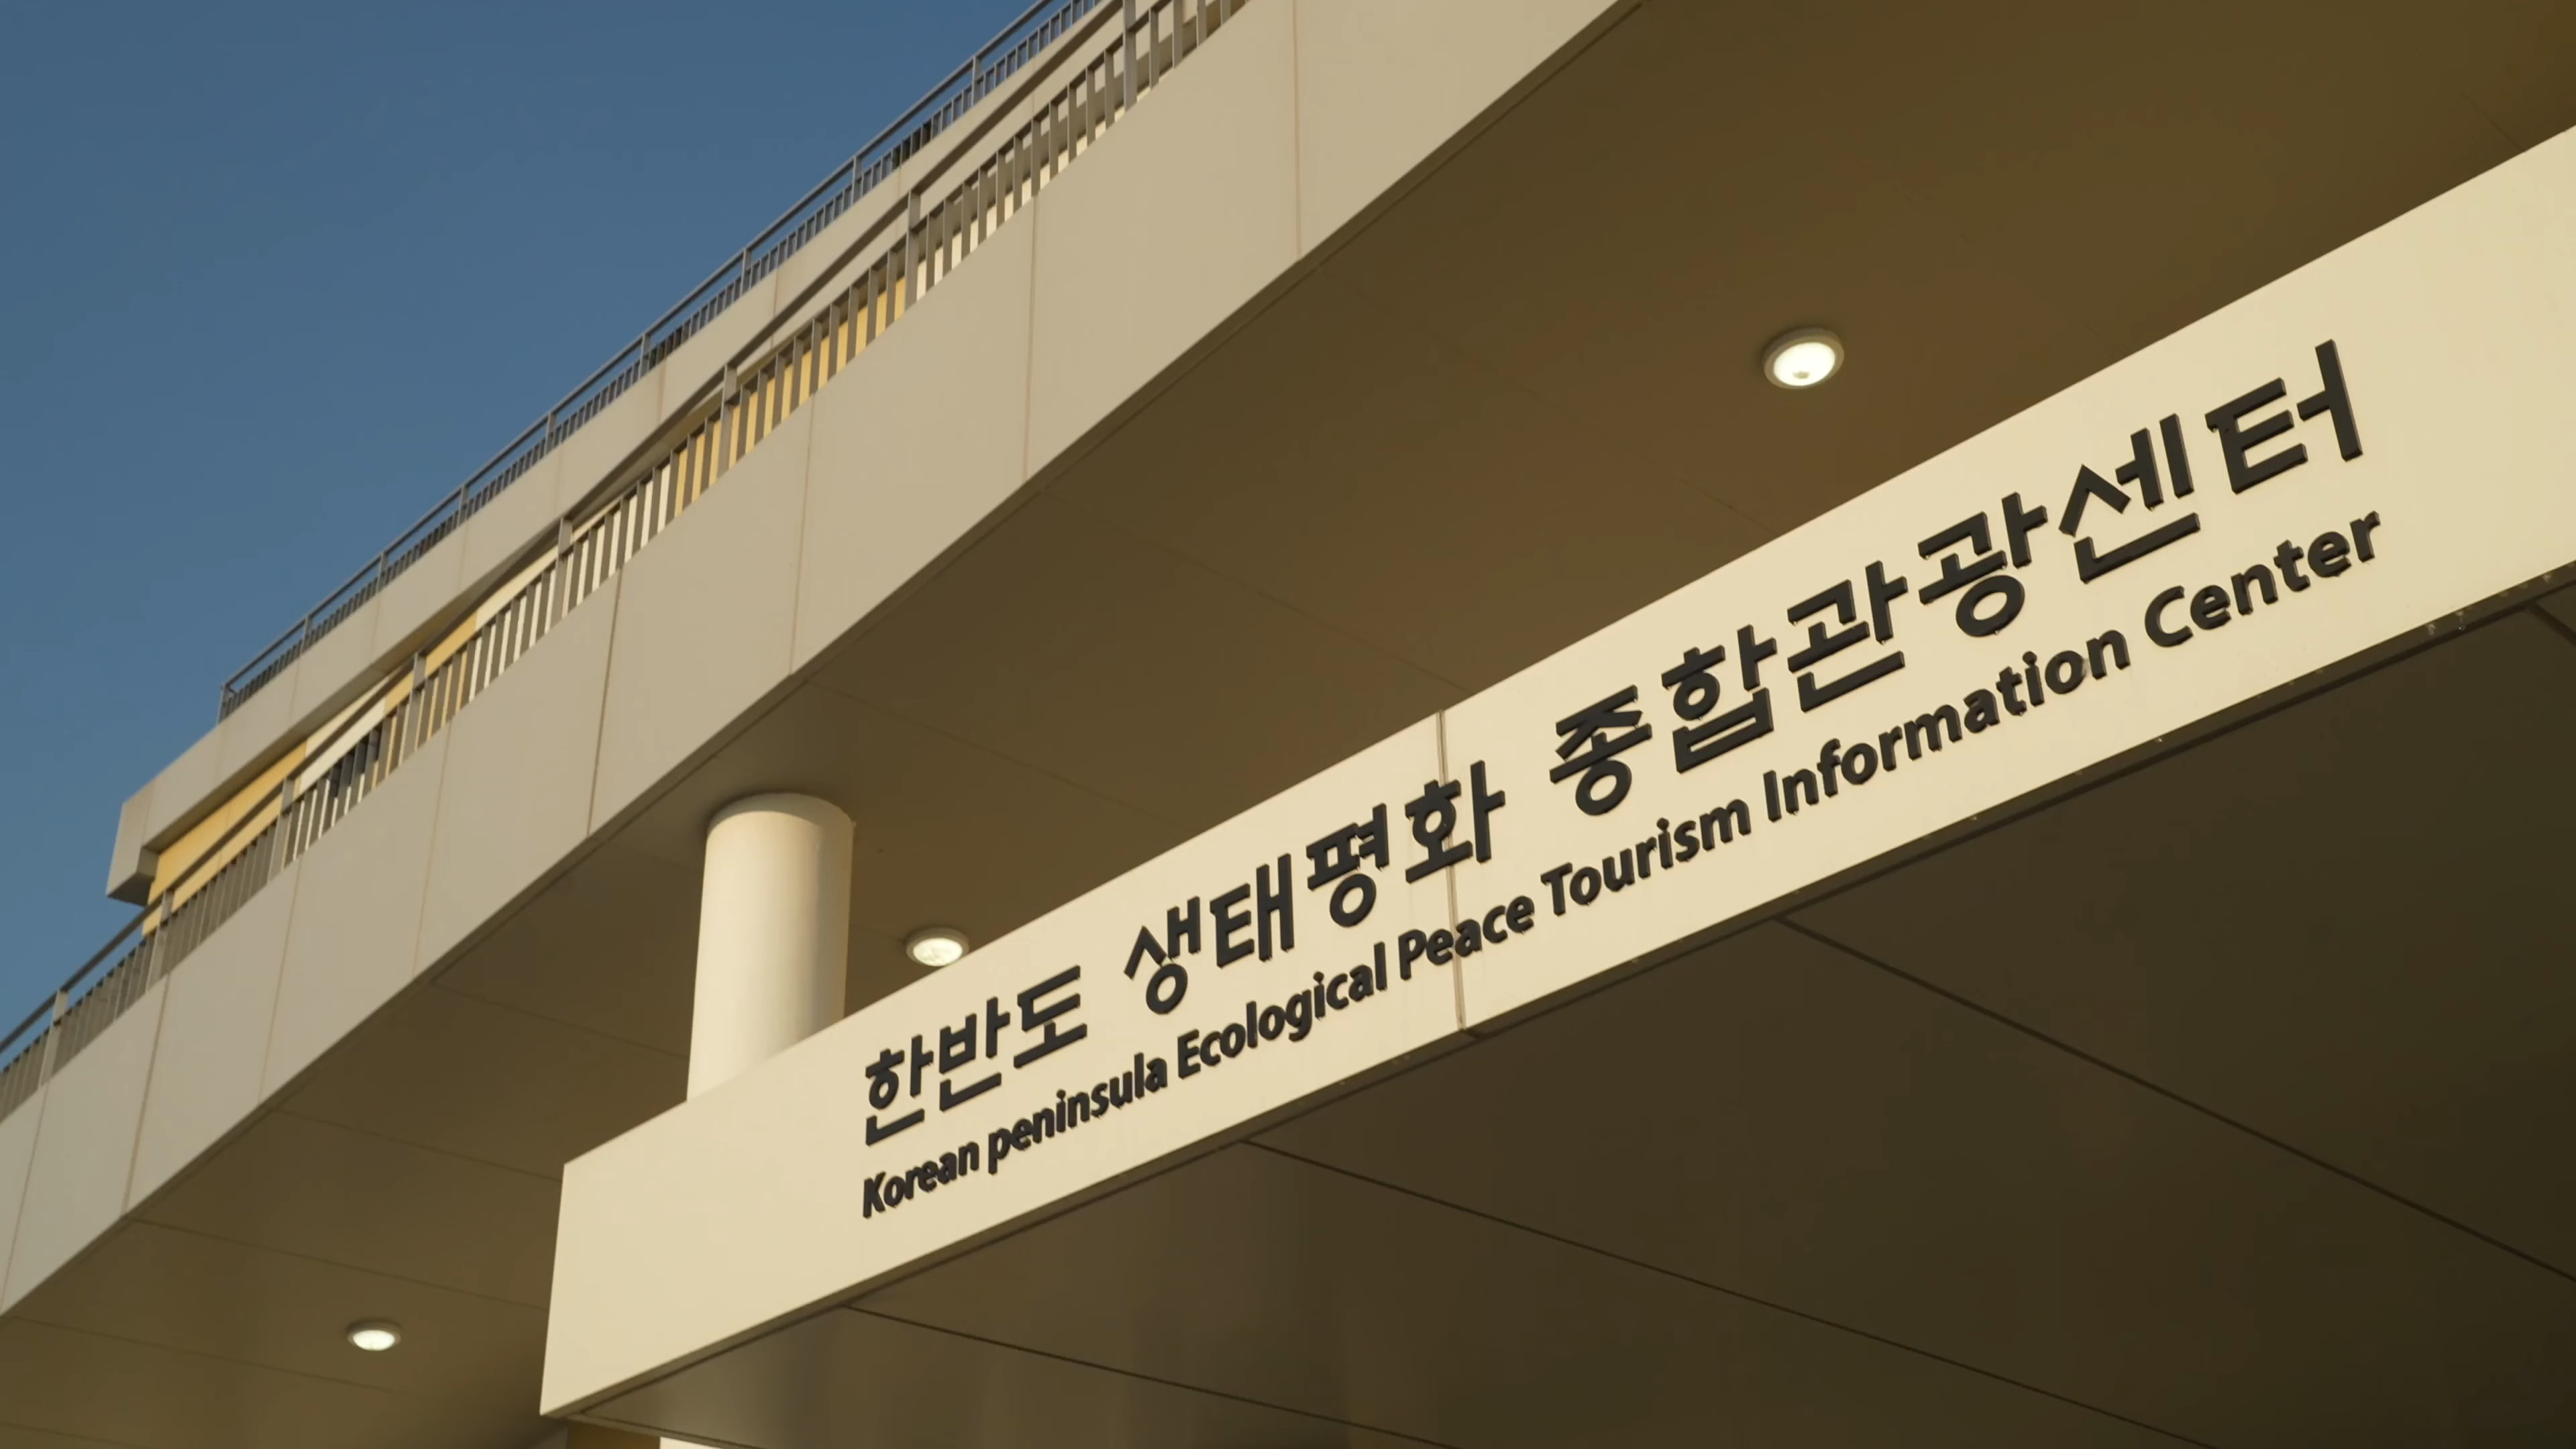 한반도 생태평화 종합관광센터
Korean peninsula Ecological Peace Tourism Information Center